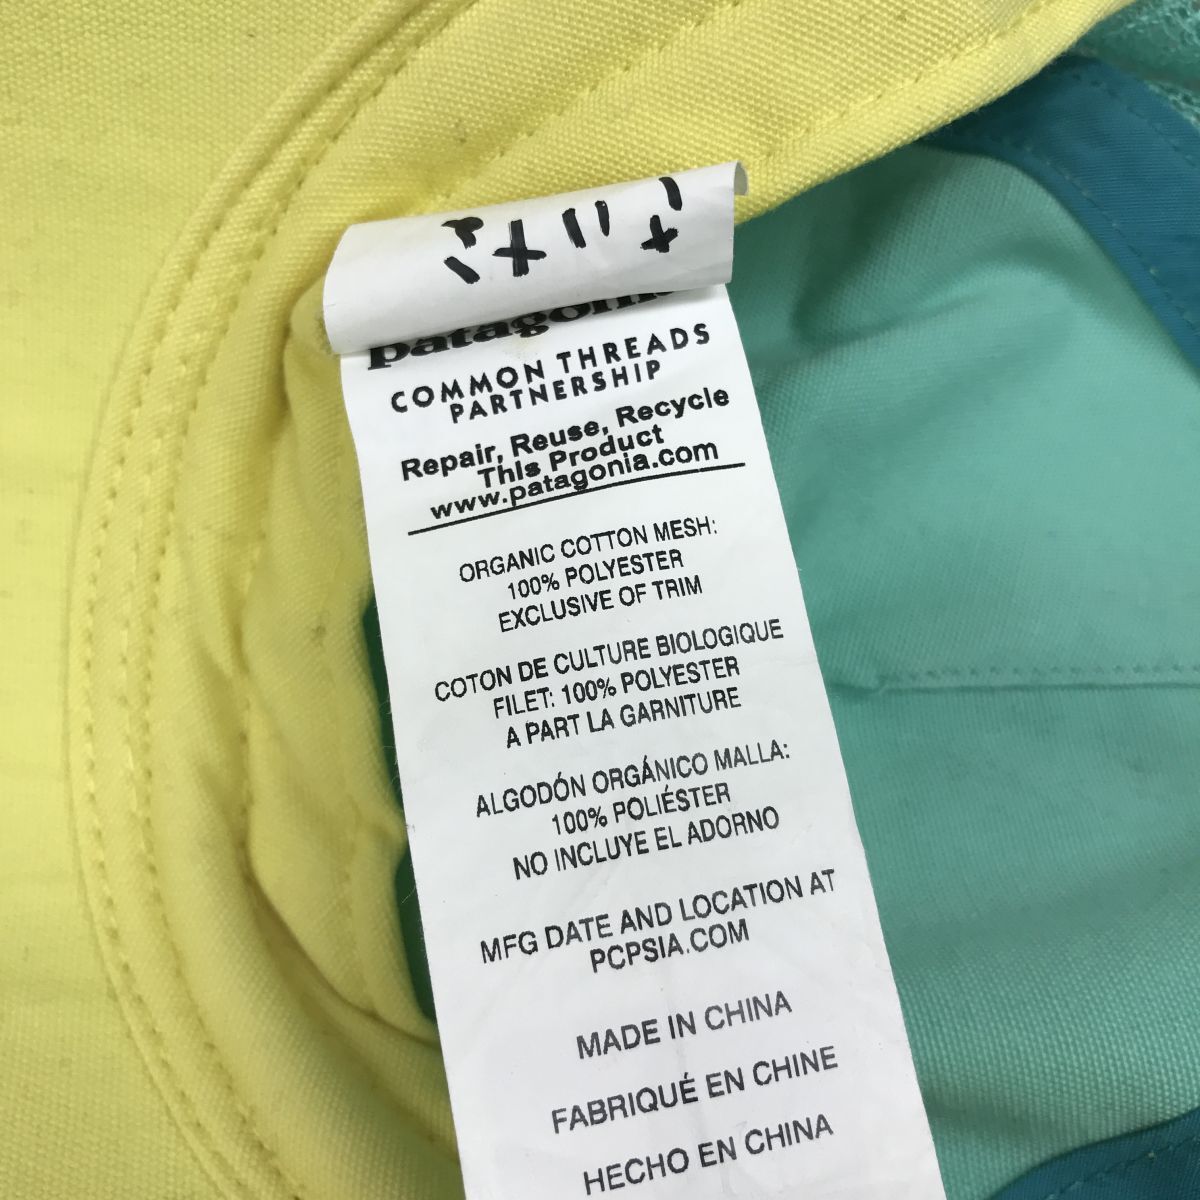 patagonia
COMMON THREADS
PARTNERSHIP
Repair, Reuse, Recycle
This Product
www.patagonia.com
ORGANIC COTTON MESH:
100% POLYESTER
EXCLUSIVE OF TRIM
COTON DE CULTURE BIOLOGIQUE
FILET: 100% POLYESTER
A PART LA GARNITURE
ALGODÓN ORGÁNICO MALLA:
100% POLIÉSTER
NO INCLUYE EL ADORNO
MFG DATE AND LOCATION AT
PCPSIA.COM
MADE IN CHINA
FABRIQUÉ EN CHINE
HECHO EN CHINA